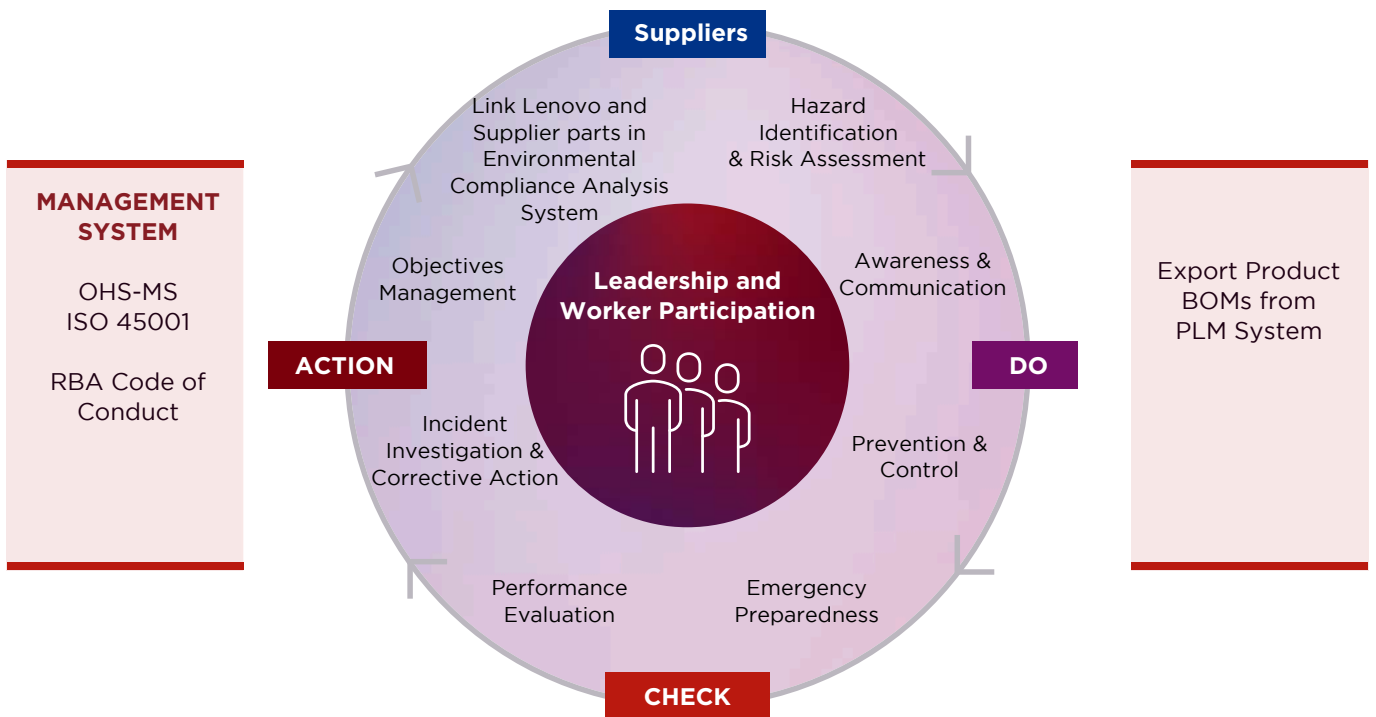 Suppliers
Link Lenovo and
Supplier parts in
Environmental
Compliance Analysis
System
Hazard
Identification
& Risk Assessment
MANAGEMENT
SYSTEM
OHS-MS
ISO 45001
RBA Code of
Conduct
Objectives
Management
Leadership and
Worker Participation
Awareness &
Communication
Export Product
BOMs from
PLM System
ACTION
DO
Incident
Investigation &
Corrective Action
Prevention &
Control
Performance
Evaluation
Emergency
Preparedness
CHECK